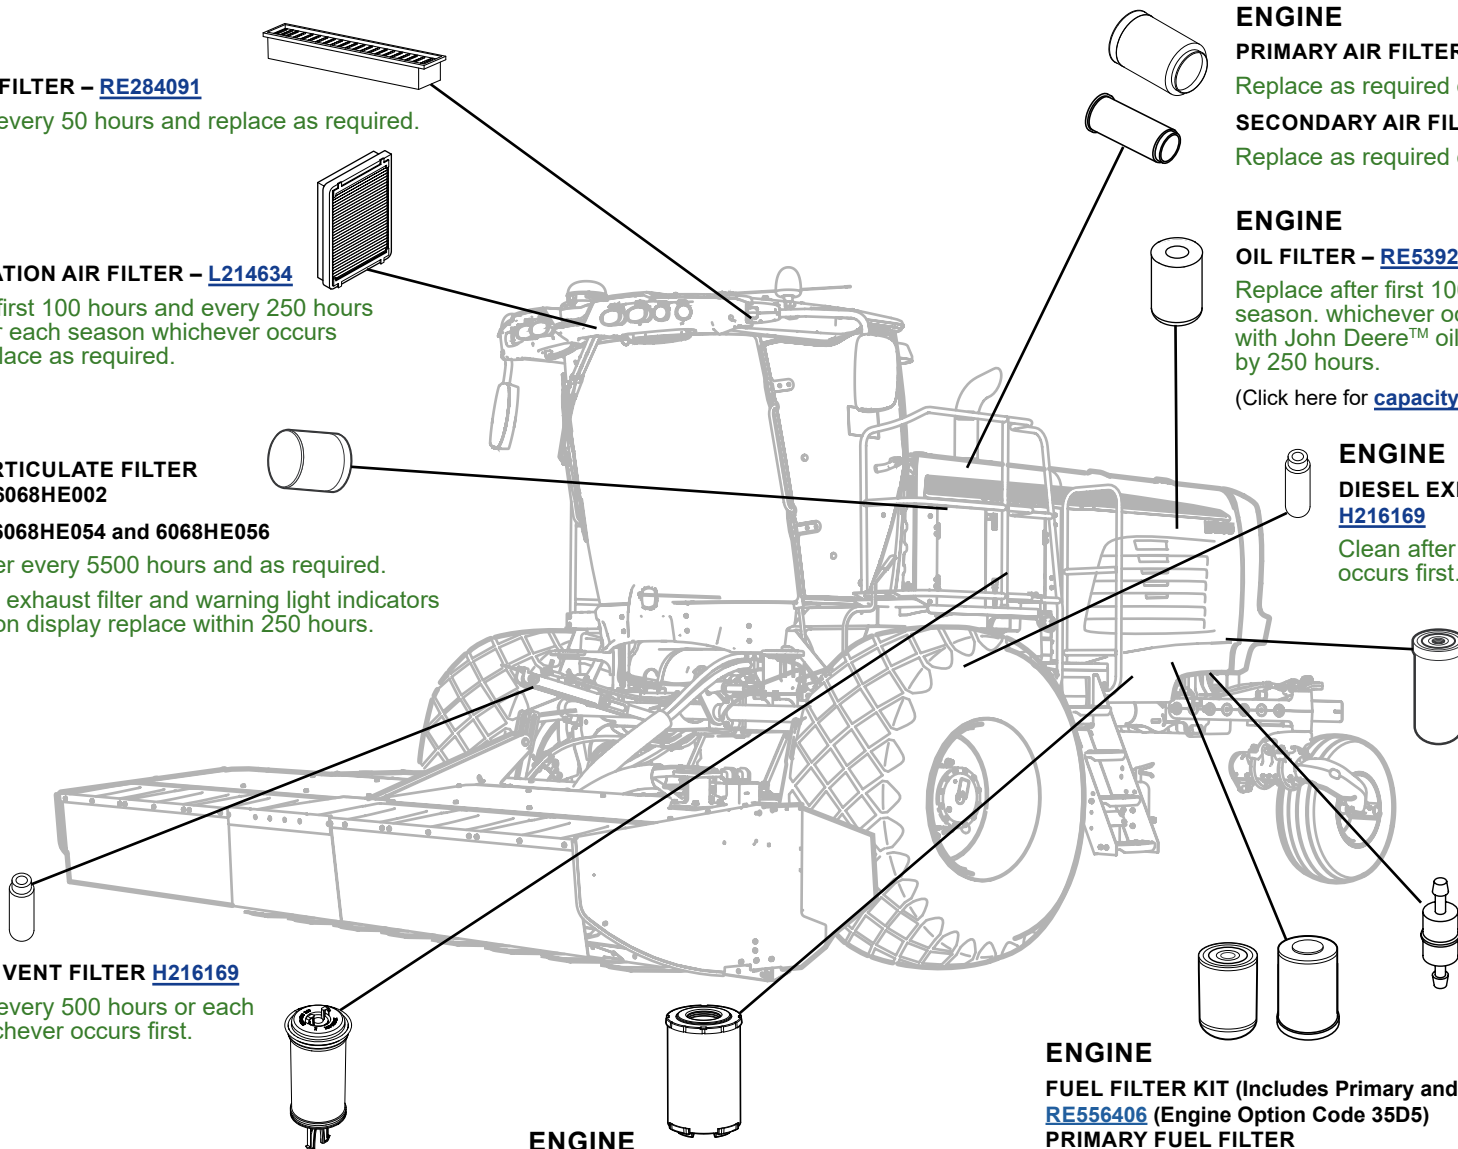 FILTER – RE284091
every 50 hours and replace as required.
ATION AIR FILTER – L214634
first 100 hours and every 250 hours
r each season whichever occurs
lace as required.
RTICULATE FILTER
6068HE002
6068HE054 and 6068HE056
er every 5500 hours and as required.
exhaust filter and warning light indicators
on display replace within 250 hours.
VENT FILTER H216169
every 500 hours or each
chever occurs first.
ENGINE
ENGINE
PRIMARY AIR FILTER
Replace as required
SECONDARY AIR FIL
Replace as required
ENGINE
OIL FILTER – RE5392
Replace after first 100
season. whichever oc
with John Deere™ oil
by 250 hours.
(Click here for capacity
ENGINE
DIESEL EXH
H216169
Clean after
occurs first.
ENGINE
FUEL FILTER KIT (Includes Primary and
RE556406 (Engine Option Code 35D5)
PRIMARY FUEL FILTER